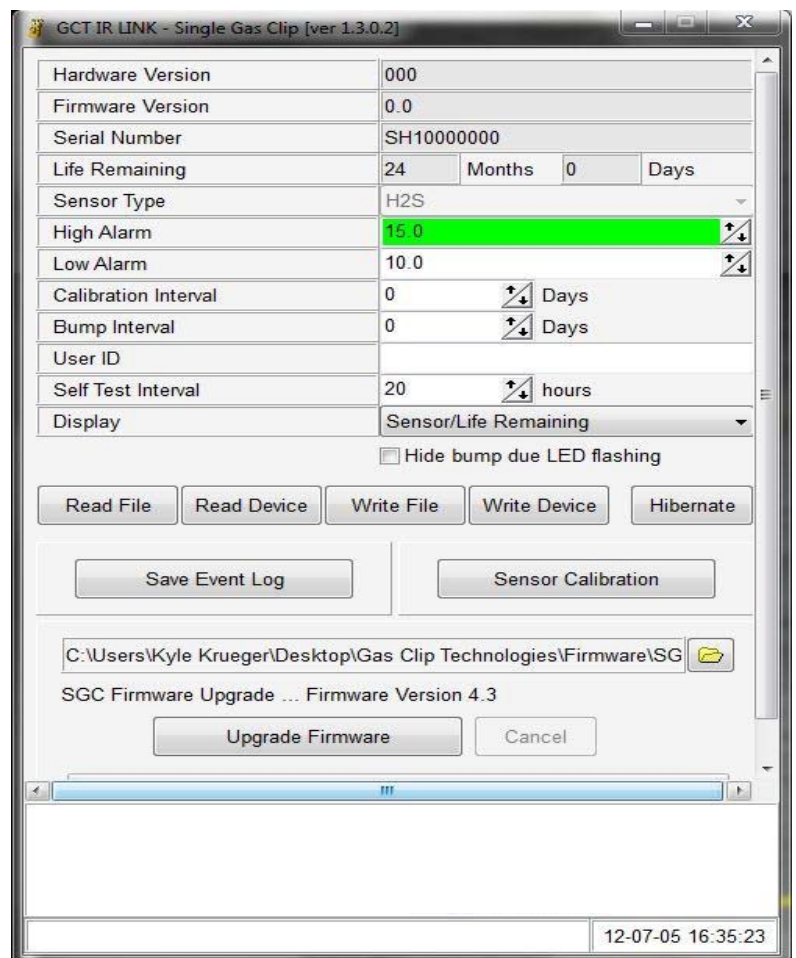 GCT IR LINK - Single Gas Clip [ver 1.3.0.2]
Hardware Version 000
Firmware Version 0.0
Serial Number SH10000000
Life Remaining 24 Months 0 Days
Sensor Type H2S
High Alarm 15.0
Low Alarm 10.0
Calibration Interval 0 Days
Bump Interval 0 Days
User ID
Self Test Interval 20 hours
Display Sensor/Life Remaining
Hide bump due LED flashing
Read File Read Device Write File Write Device Hibernate
Save Event Log Sensor Calibration
C:\Users\Kyle Krueger\Desktop\Gas Clip Technologies\Firmware\SG
SGC Firmware Upgrade ... Firmware Version 4.3
Upgrade Firmware Cancel
12-07-05 16:35:23